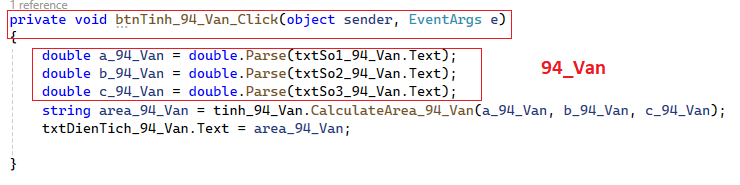 1 reference
private void btnTinh_94_Van_Click(object sender, EventArgs e)
{
double a_94_Van = double.Parse(txtSo1_94_Van.Text);
double b_94_Van = double.Parse(txtSo2_94_Van.Text);
double c_94_Van = double.Parse(txtSo3_94_Van.Text);
94_Van
string area_94_Van = tinh_94_Van.CalculateArea_94_Van(a_94_Van, b_94_Van, c_94_Van);
txtDienTich_94_Van.Text = area_94_Van;
}